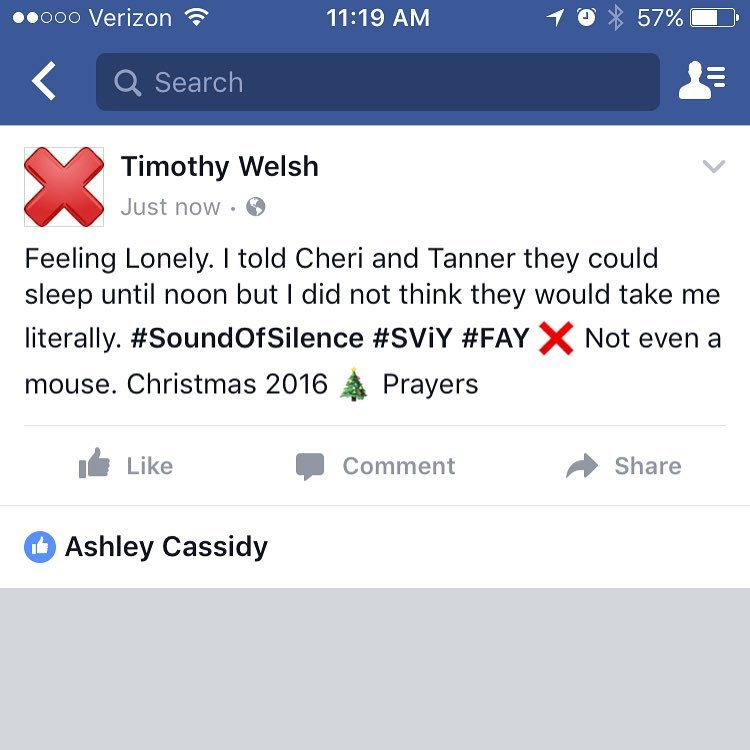 Verizon 11:19 AM 57%
Search
Timothy Welsh
Just now ·
Feeling Lonely. I told Cheri and Tanner they could
sleep until noon but I did not think they would take me
literally. #SoundOfSilence #SViY #FAY ❌ Not even a
mouse. Christmas 2016 🎄 Prayers
Like Comment Share
Ashley Cassidy